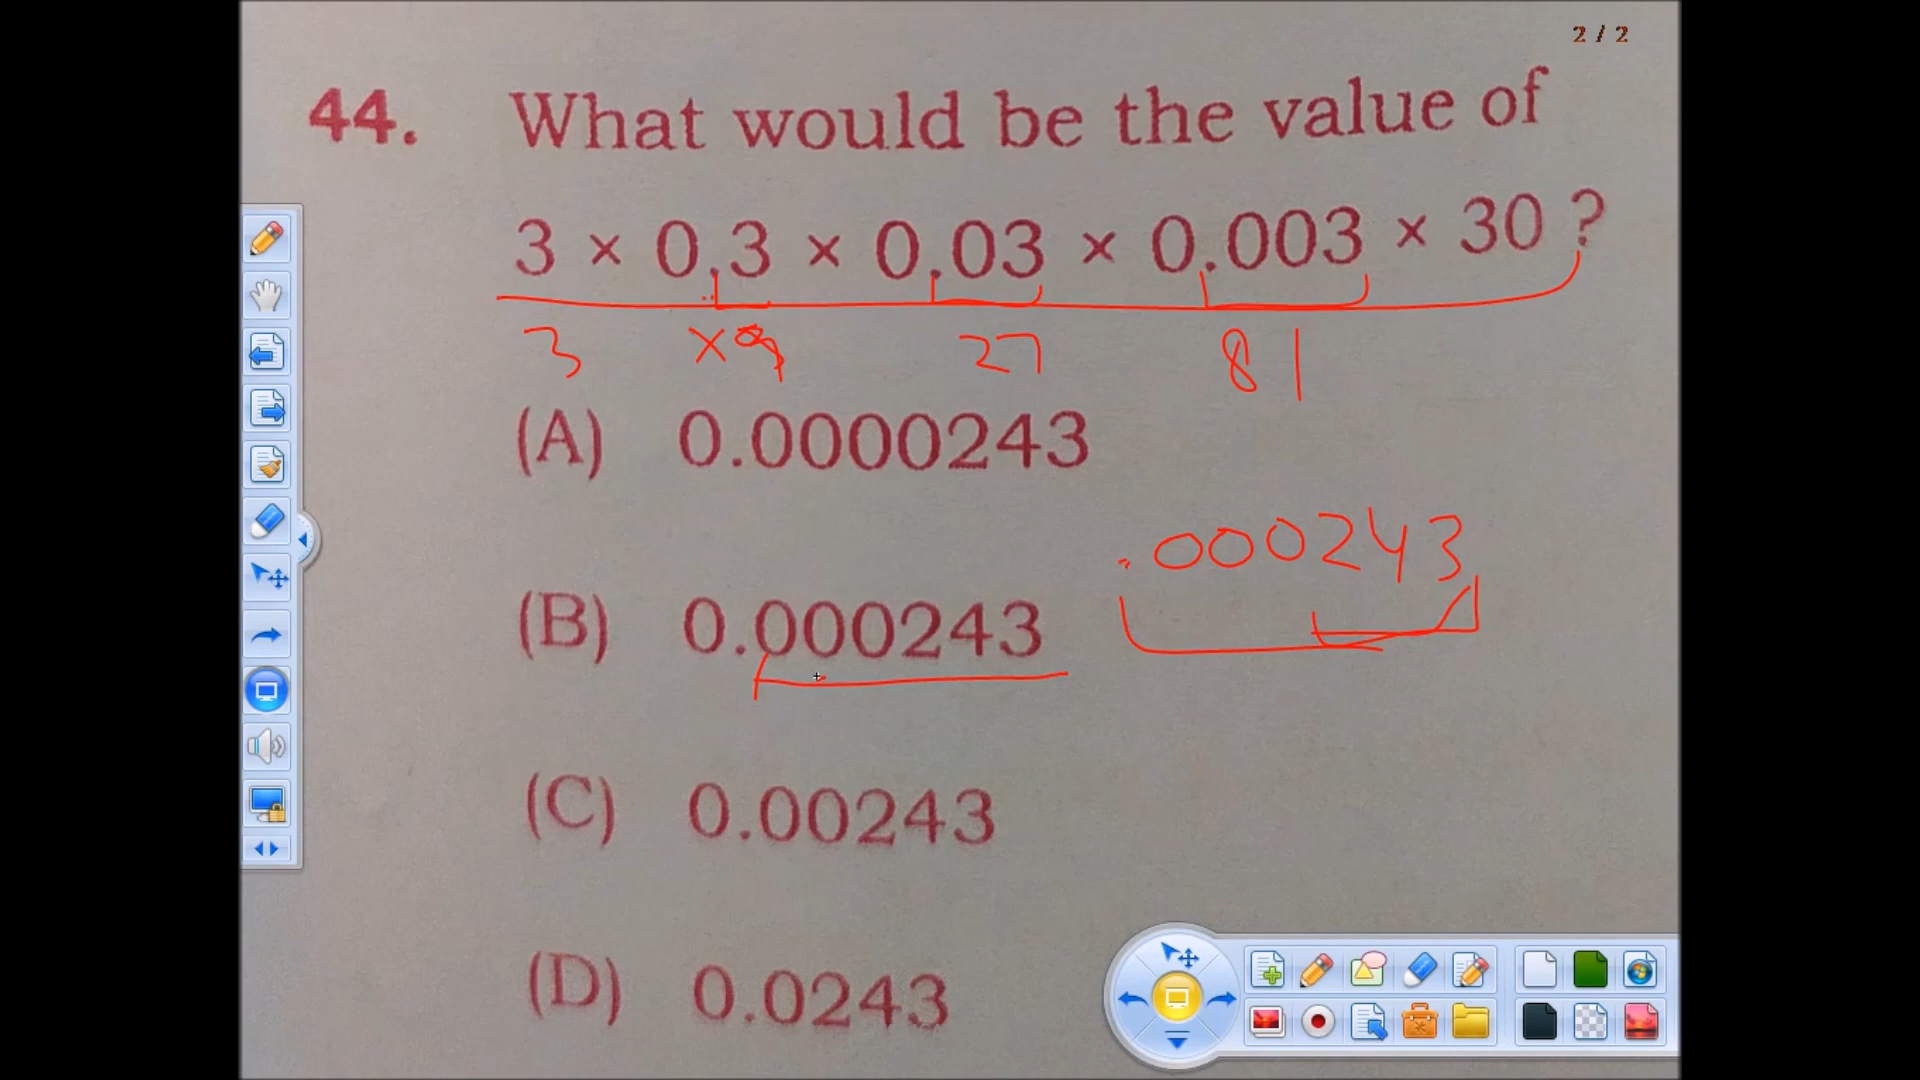 2 / 2
44. What would be the value of
3 × 0.3 × 0.03 × 0.003 × 30 ?
3 ×9 27 81
(A) 0.0000243
.000243
(B) 0.000243
(C) 0.00243
(D) 0.0243